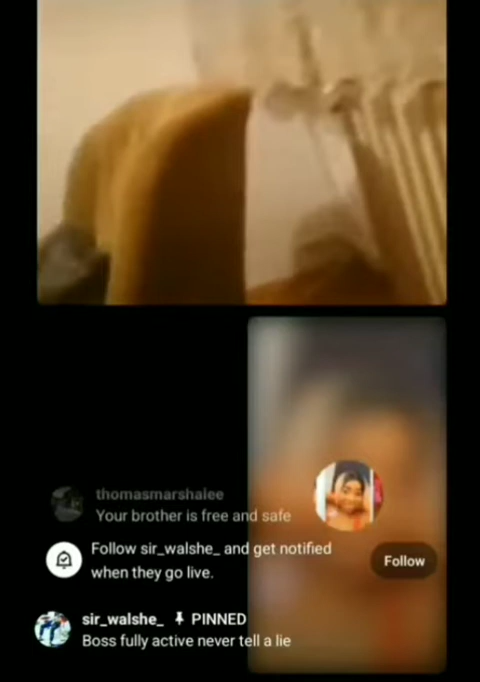 thomasmarshalee
Your brother is free and safe
Follow sir_walshe_ and get notified
when they go live.
Follow
sir_walshe_ PINNED
Boss fully active never tell a lie